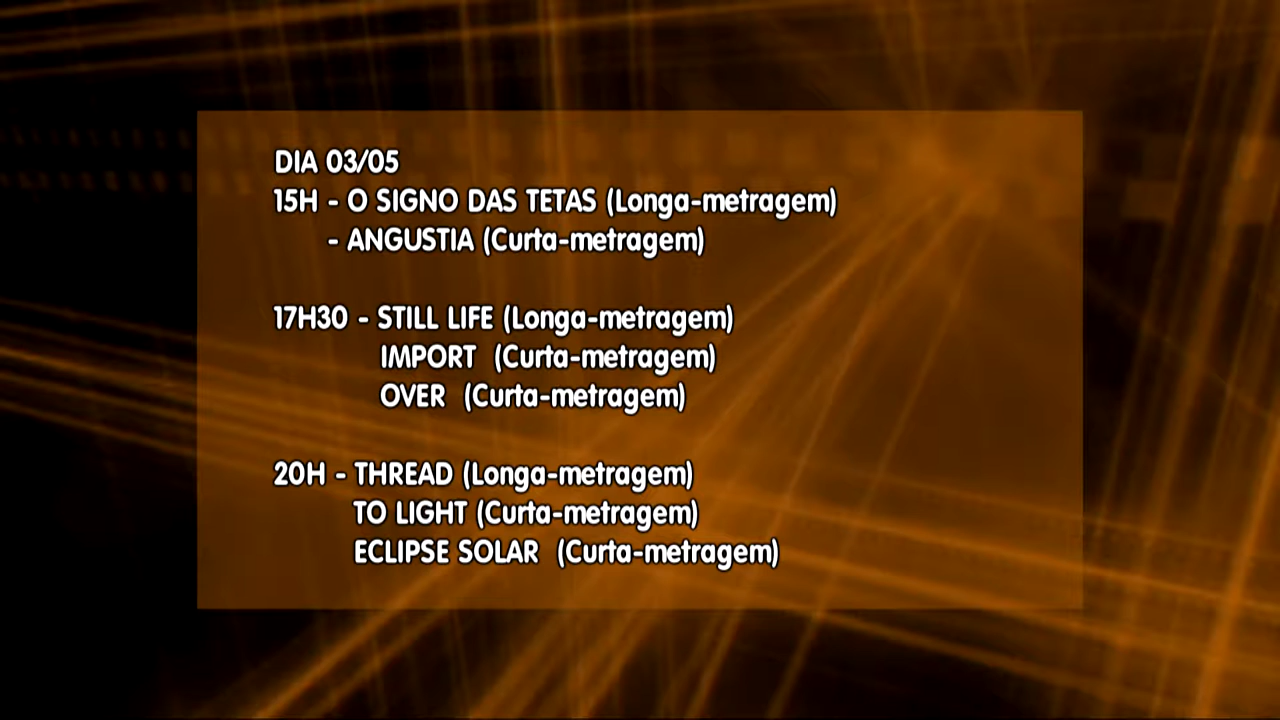 DIA 03/05
15H - O SIGNO DAS TETAS (Longa-metragem)
- ANGUSTIA (Curta-metragem)
17H30 - STILL LIFE (Longa-metragem)
IMPORT (Curta-metragem)
OVER (Curta-metragem)
20H - THREAD (Longa-metragem)
TO LIGHT (Curta-metragem)
ECLIPSE SOLAR (Curta-metragem)